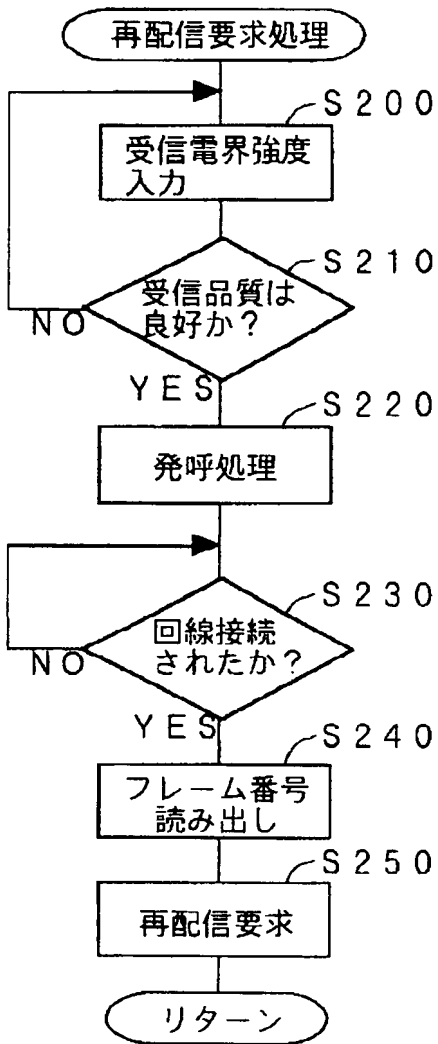 再配信要求処理
S200
受信電界強度
入力
S210
受信品質は
良好か？
NO
YES
S220
発呼処理
S230
回線接続
されたか？
NO
YES
S240
フレーム番号
読み出し
S250
再配信要求
リターン